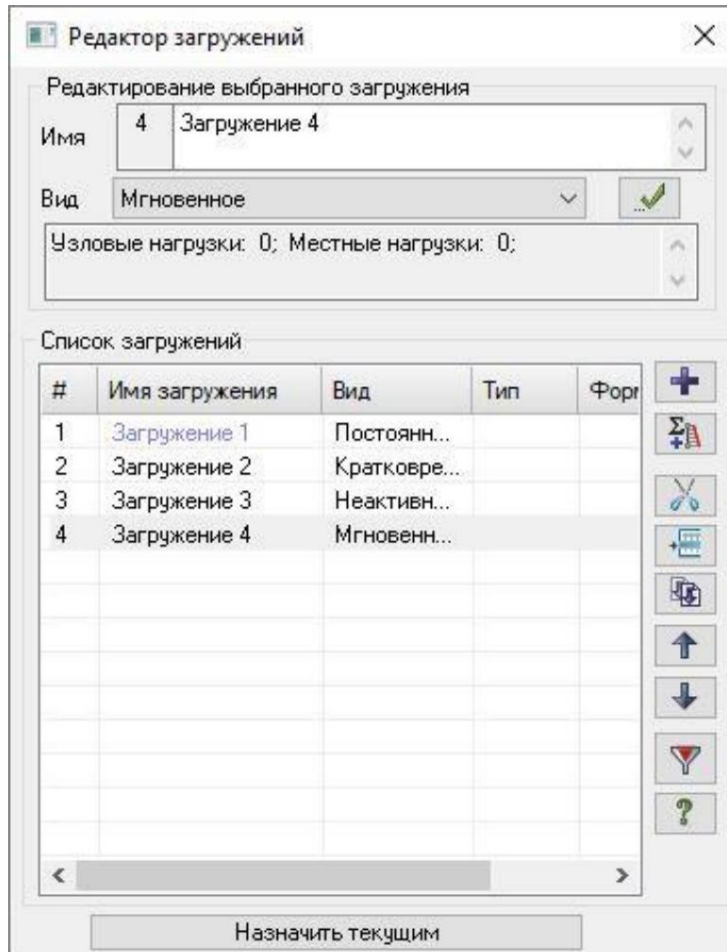 Редактор загружений
Редактирование выбранного загружения
Имя 4 Загружение 4
Вид Мгновенное
Узловые нагрузки: 0; Местные нагрузки: 0;
Список загружений
# Имя загружения Вид Тип Форм
1 Загружение 1 Постоянн...
2 Загружение 2 Кратковре...
3 Загружение 3 Неактивн...
4 Загружение 4 Мгновенн...
Назначить текущим